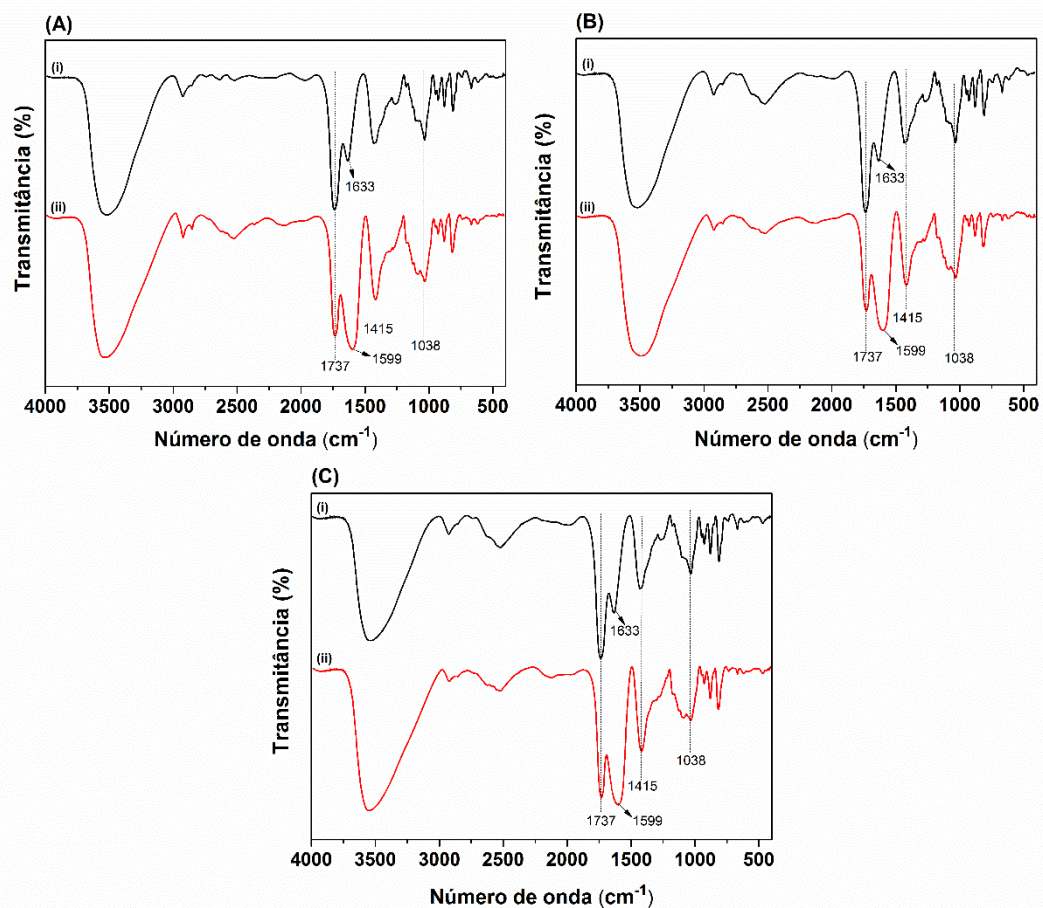 (A)
Transmitância (%)
(i)
1633
(ii)
1415
1038
1599
1737
4000 3500 3000 2500 2000 1500 1000 500
Número de onda (cm⁻¹)
(B)
Transmitância (%)
(i)
1633
(ii)
1415
1599
1737
1038
4000 3500 3000 2500 2000 1500 1000 500
Número de onda (cm⁻¹)
(C)
Transmitância (%)
(i)
1633
(ii)
1038
1415
1737
1599
4000 3500 3000 2500 2000 1500 1000 500
Número de onda (cm⁻¹)